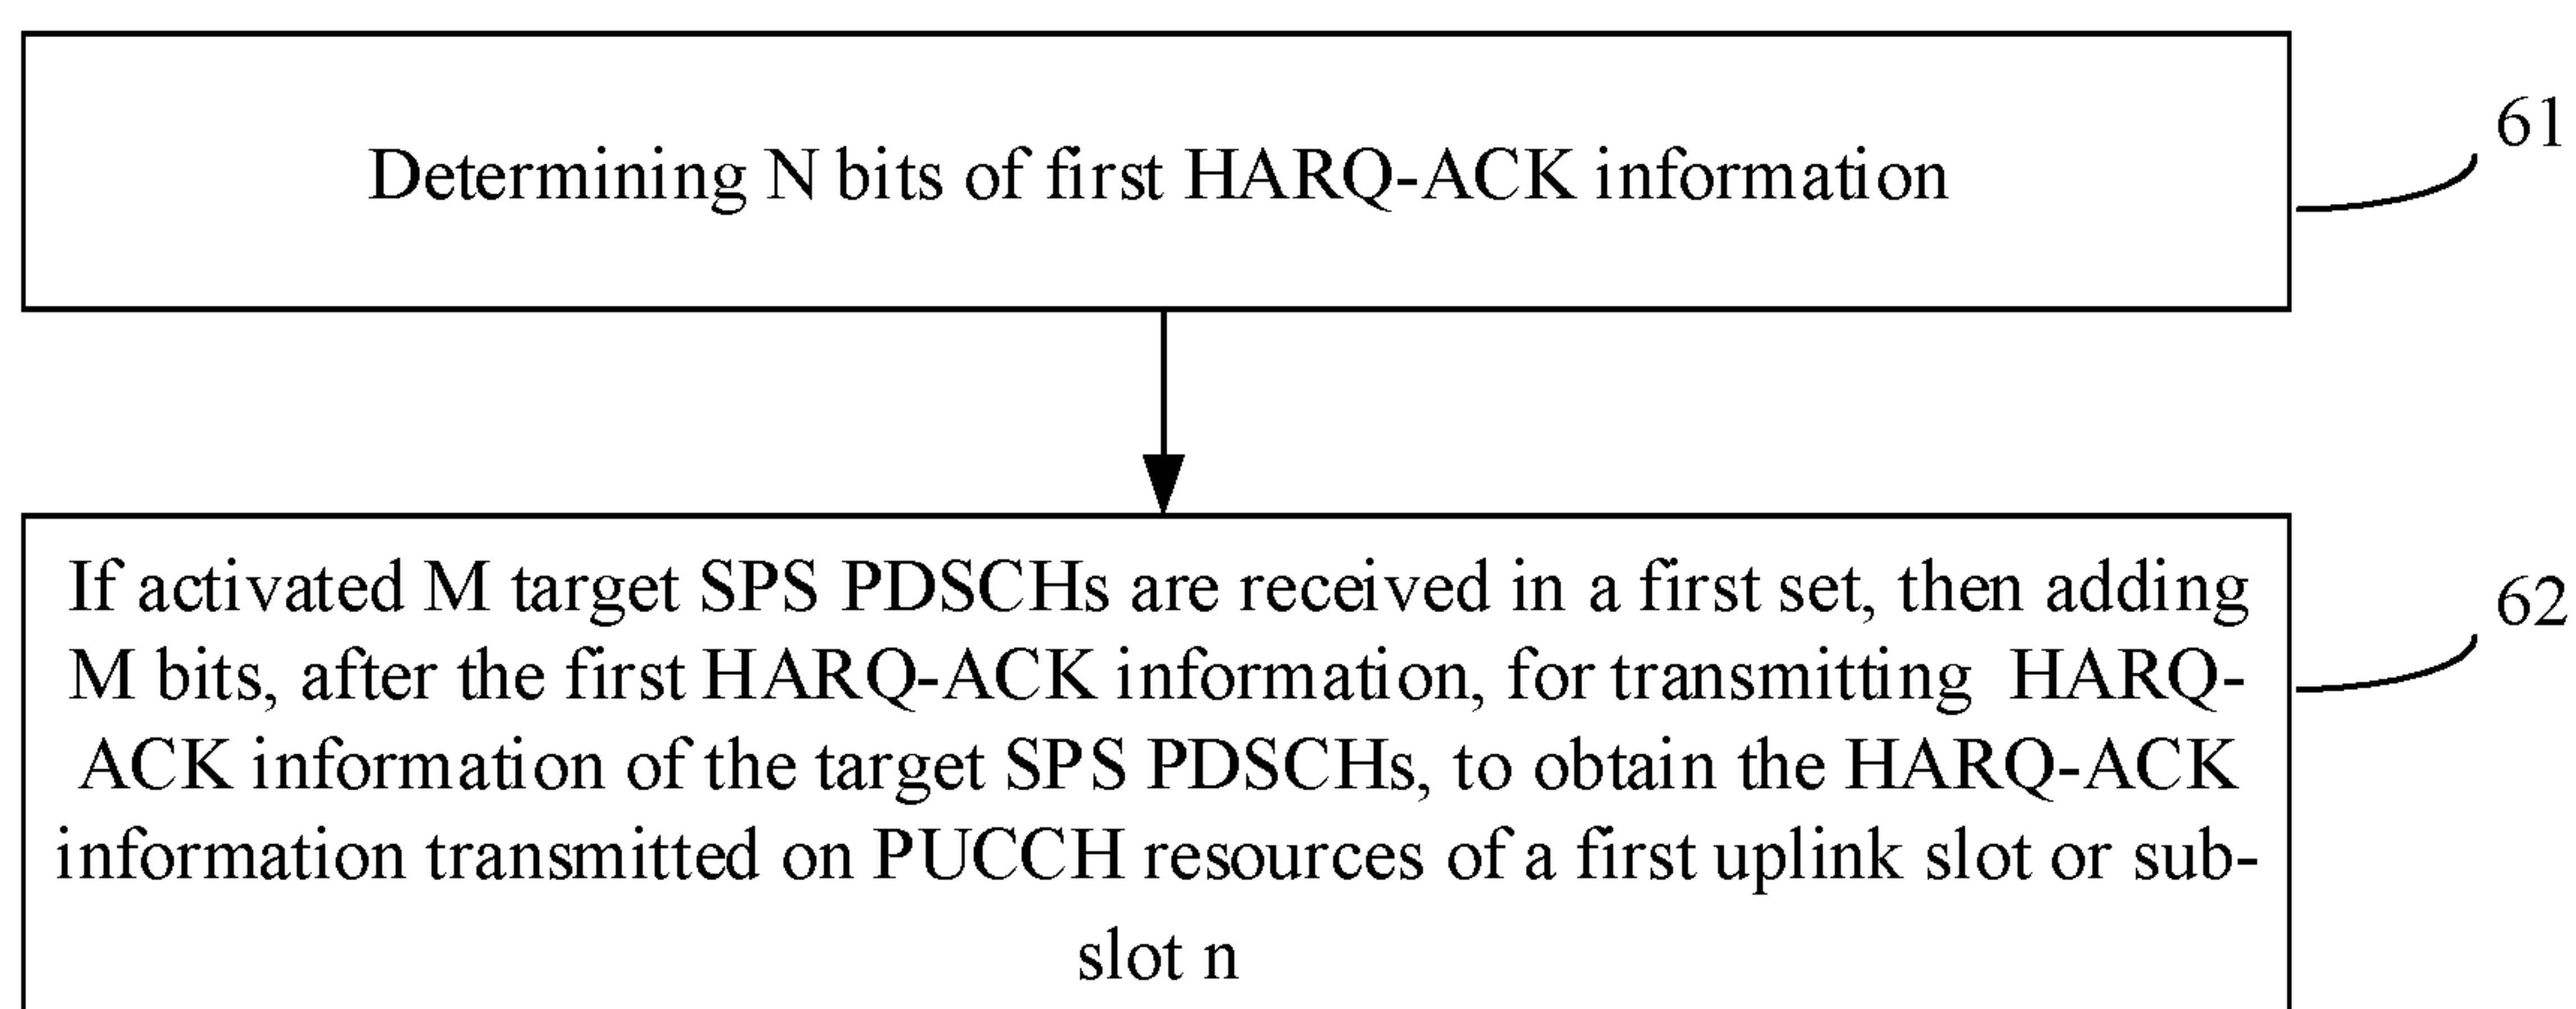 Determining N bits of first HARQ-ACK information
61
If activated M target SPS PDSCHs are received in a first set, then adding
M bits, after the first HARQ-ACK information, for transmitting HARQ-
ACK information of the target SPS PDSCHs, to obtain the HARQ-ACK
information transmitted on PUCCH resources of a first uplink slot or sub-
slot n
62